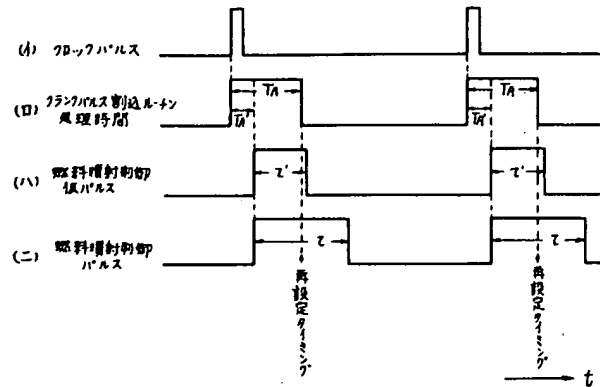 (イ) クロックパルス
TA
TA
(ロ) クランクパルス割込ルーチン
処理時間
TA'
TA'
(ハ) 燃料噴射制御
仮パルス
τ'
τ'
(ニ) 燃料噴射制御
パルス
τ
τ
再設定タイミング
再設定タイミング
t